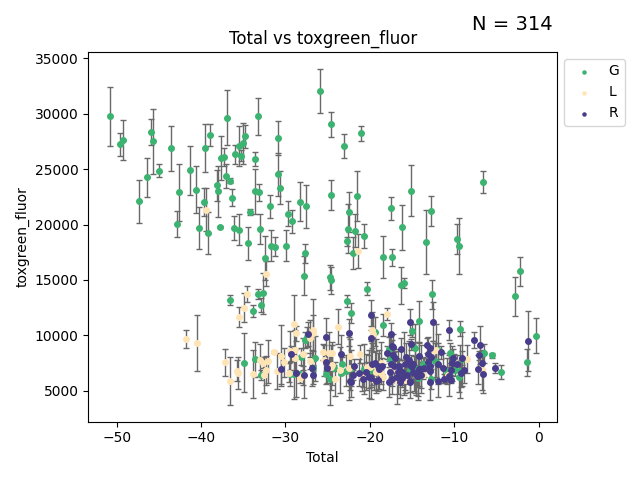 N = 314
Total vs toxgreen_fluor
35000
30000
25000
20000
15000
10000
5000
toxgreen_fluor
−50
−40
−30
−20
−10
0
Total
G
L
R